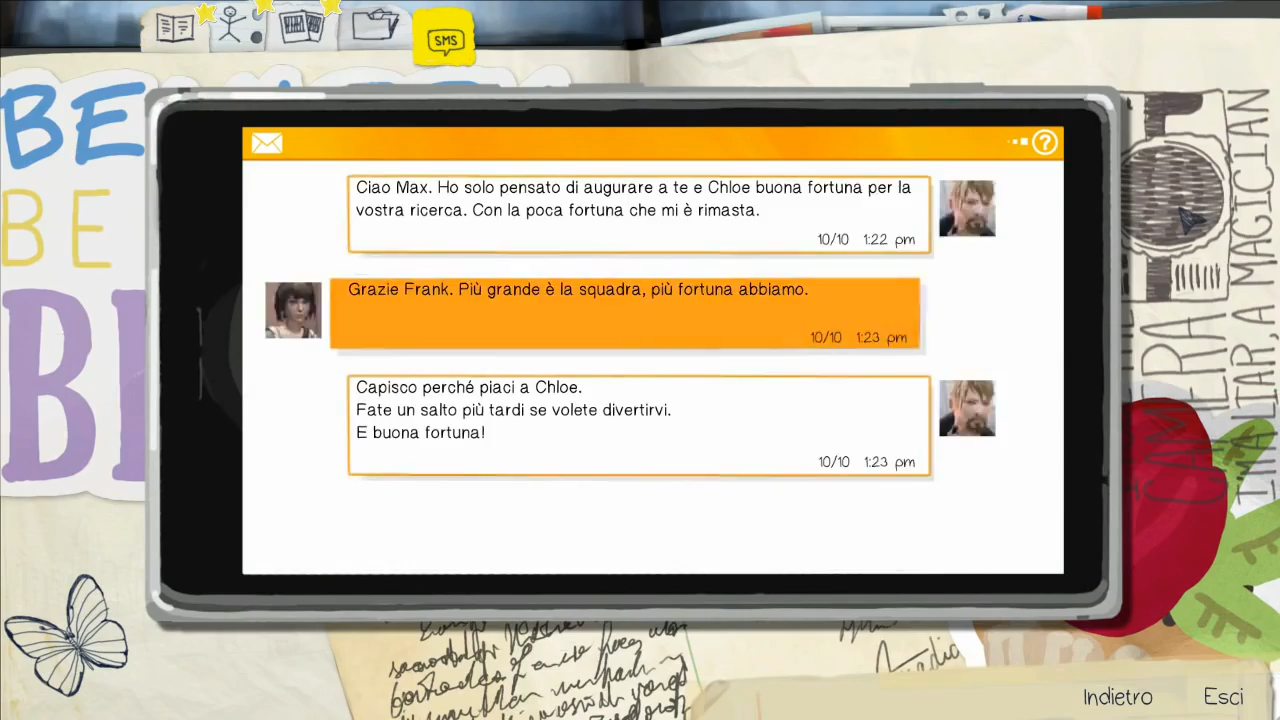 SMS
BE
BE
Ciao Max. Ho solo pensato di augurare a te e Chloe buona fortuna per la
vostra ricerca. Con la poca fortuna che mi è rimasta.
10/10 1:22 pm
Grazie Frank. Più grande è la squadra, più fortuna abbiamo.
10/10 1:23 pm
Capisco perché piaci a Chloe.
Fate un salto più tardi se volete divertirvi.
E buona fortuna!
10/10 1:23 pm
CAMERA
MAGICIAN
Indietro Esci